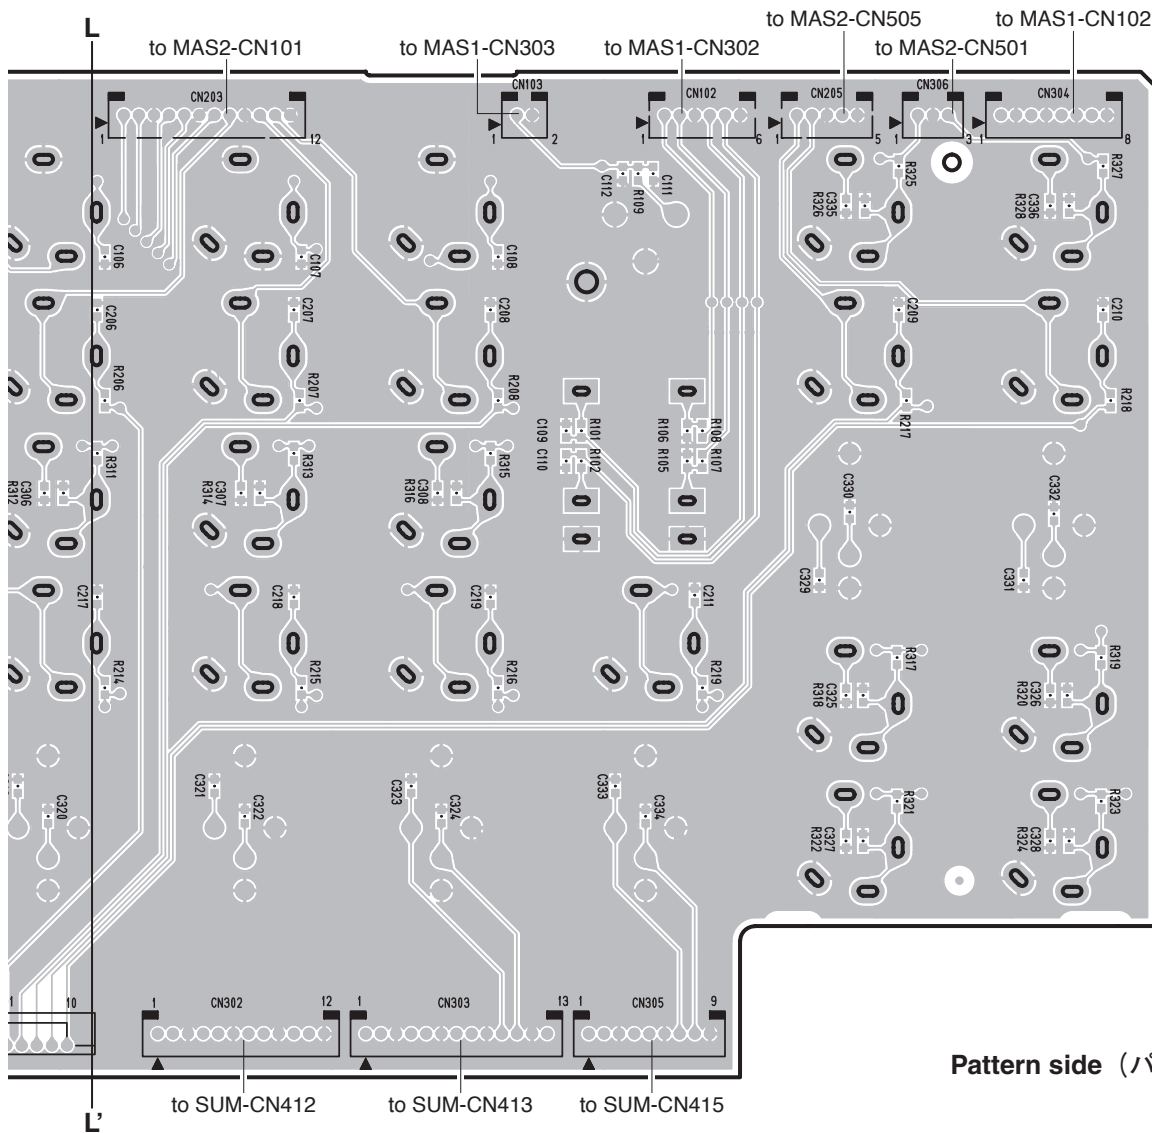 L
to MAS2-CN505
to MAS1-CN102
to MAS2-CN101
to MAS1-CN303
to MAS1-CN302
to MAS2-CN501
CN203
CN103
CN102
CN205
CN306
CN304
1
12
1
2
1
6
1
5
1
3
1
8
C112
R109
C111
R325
R327
R326
C335
R328
C336
C106
C107
C108
C206
C207
C208
C209
C210
R206
R207
R208
R217
R218
C109
R101
R106
R108
C110
R102
R105
R107
R311
R313
R315
R312
C306
R314
C307
R316
C308
C330
C332
C329
C331
C217
C218
C219
C211
R214
R215
R216
R219
R317
R319
R318
C325
R320
C326
C320
C321
C322
C323
C324
C333
C334
R321
R323
R322
C327
R324
C328
1
10
1
CN302
12
1
CN303
13
1
CN305
9
Pattern side（パ
to SUM-CN412
to SUM-CN413
to SUM-CN415
L'